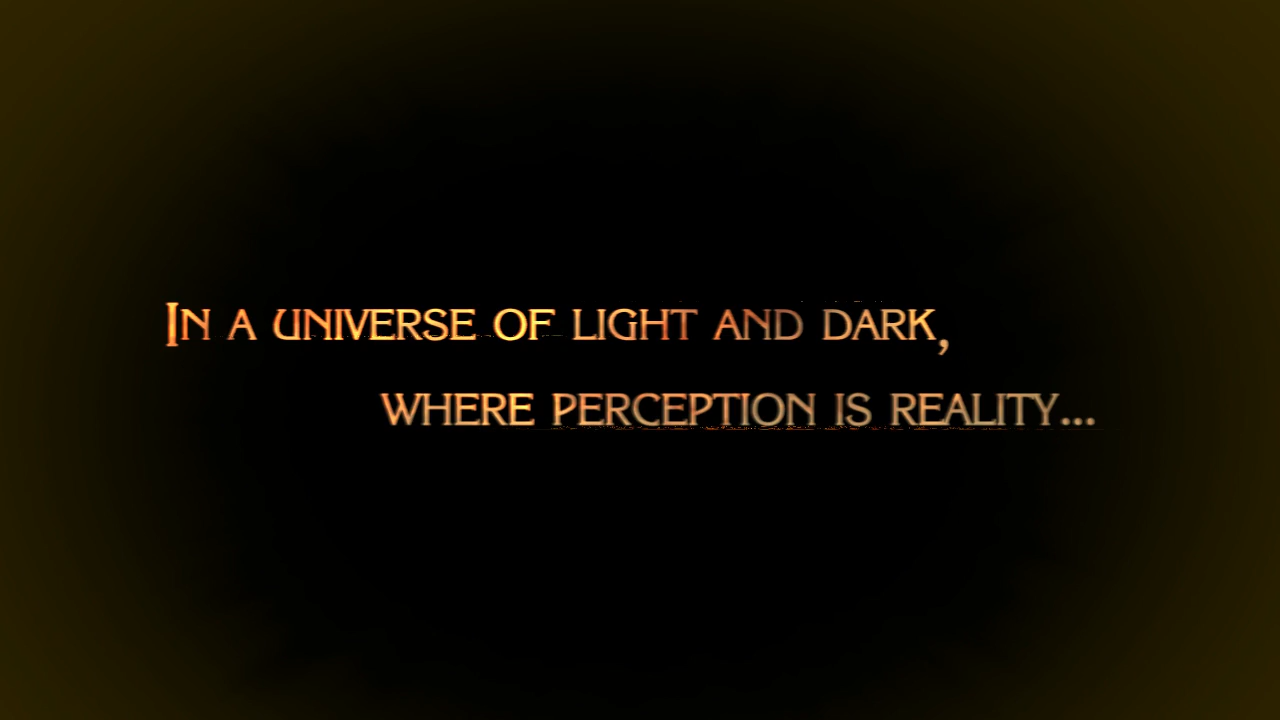 In a universe of light and dark,
where perception is reality...